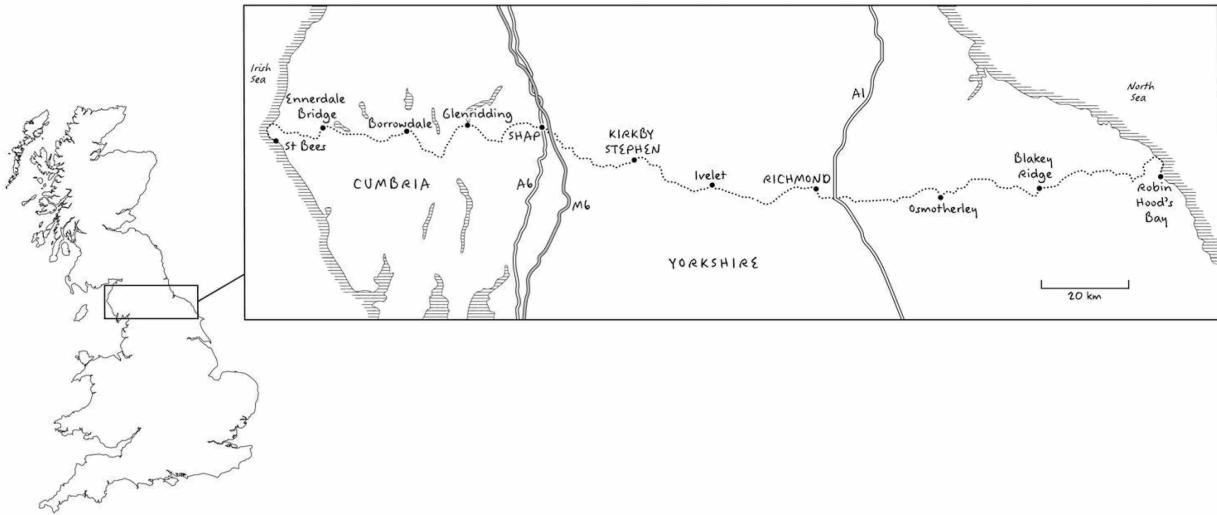 Irish
Sea
Ennerdale
Bridge
St Bees
Borrowdale
Glenridding
SHAP
CUMBRIA
A6
M6
KIRKBY
STEPHEN
Ivelet
RICHMOND
YORKSHIRE
A1
Osmotherley
Blakey
Ridge
North
Sea
Robin
Hood's
Bay
20 km